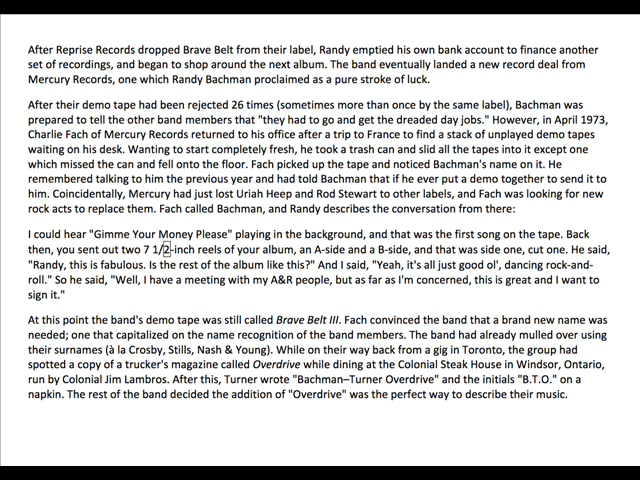 After Reprise Records dropped Brave Belt from their label, Randy emptied his own bank account to finance another
set of recordings, and began to shop around the next album. The band eventually landed a new record deal from
Mercury Records, one which Randy Bachman proclaimed as a pure stroke of luck.
After their demo tape had been rejected 26 times (sometimes more than once by the same label), Bachman was
prepared to tell the other band members that "they had to go and get the dreaded day jobs." However, in April 1973,
Charlie Fach of Mercury Records returned to his office after a trip to France to find a stack of unplayed demo tapes
waiting on his desk. Wanting to start completely fresh, he took a trash can and slid all the tapes into it except one
which missed the can and fell onto the floor. Fach picked up the tape and noticed Bachman's name on it. He
remembered talking to him the previous year and had told Bachman that if he ever put a demo together to send it to
him. Coincidentally, Mercury had just lost Uriah Heep and Rod Stewart to other labels, and Fach was looking for new
rock acts to replace them. Fach called Bachman, and Randy describes the conversation from there:
I could hear "Gimme Your Money Please" playing in the background, and that was the first song on the tape. Back
then, you sent out two 7 1/2-inch reels of your album, an A-side and a B-side, and that was side one, cut one. He said,
"Randy, this is fabulous. Is the rest of the album like this?" And I said, "Yeah, it's all just good ol', dancing rock-and-
roll." So he said, "Well, I have a meeting with my A&R people, but as far as I'm concerned, this is great and I want to
sign it."
At this point the band's demo tape was still called Brave Belt III. Fach convinced the band that a brand new name was
needed; one that capitalized on the name recognition of the band members. The band had already mulled over using
their surnames (à la Crosby, Stills, Nash & Young). While on their way back from a gig in Toronto, the group had
spotted a copy of a trucker's magazine called Overdrive while dining at the Colonial Steak House in Windsor, Ontario,
run by Colonial Jim Lambros. After this, Turner wrote "Bachman–Turner Overdrive" and the initials "B.T.O." on a
napkin. The rest of the band decided the addition of "Overdrive" was the perfect way to describe their music.